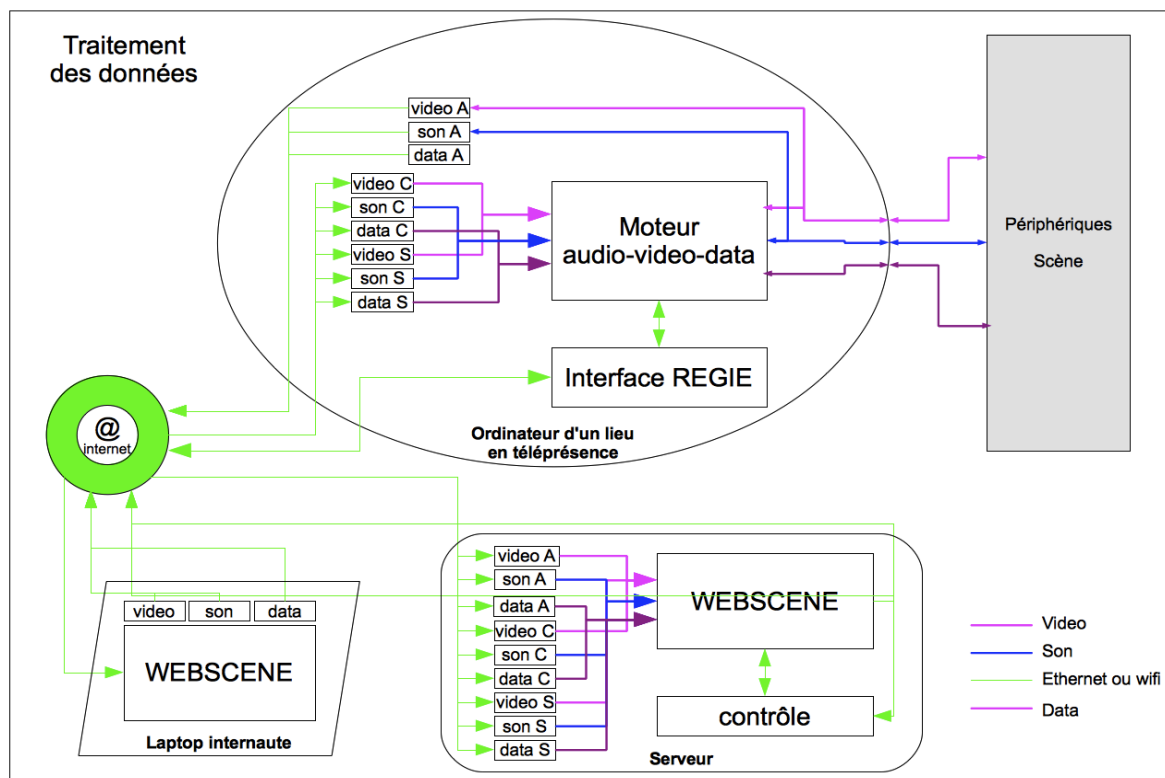 Traitement
des données
video A
son A
data A
video C
son C
data C
video S
son S
data S
Moteur
audio-video-data
Interface REGIE
Ordinateur d'un lieu
en téléprésence
Périphériques
Scène
@
internet
video
son
data
WEBSCENE
Laptop internaute
video A
son A
data A
video C
son C
data C
video S
son S
data S
WEBSCENE
contrôle
Serveur
Video
Son
Ethernet ou wifi
Data